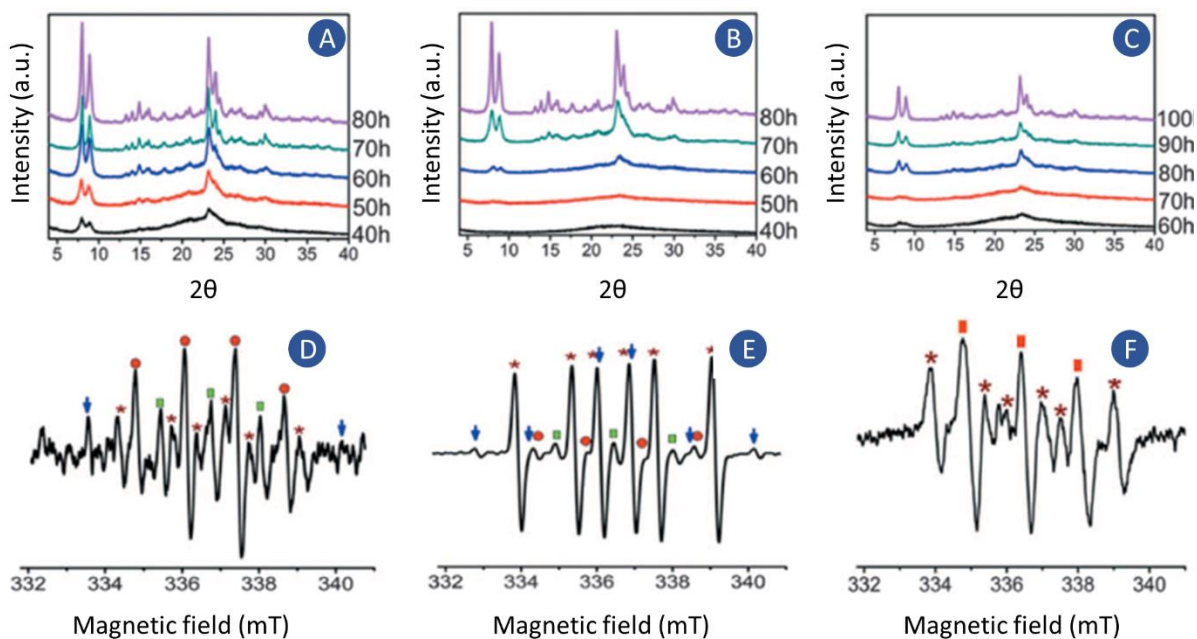 A
Intensity (a.u.)
80h
70h
60h
50h
40h
5 10 15 20 25 30 35 40
2θ
B
Intensity (a.u.)
80h
70h
60h
50h
40h
5 10 15 20 25 30 35 40
2θ
C
Intensity (a.u.)
100h
90h
80h
70h
60h
5 10 15 20 25 30 35 40
2θ
D
332 334 336 338 340
Magnetic field (mT)
E
332 334 336 338 340
Magnetic field (mT)
F
332 334 336 338 340
Magnetic field (mT)